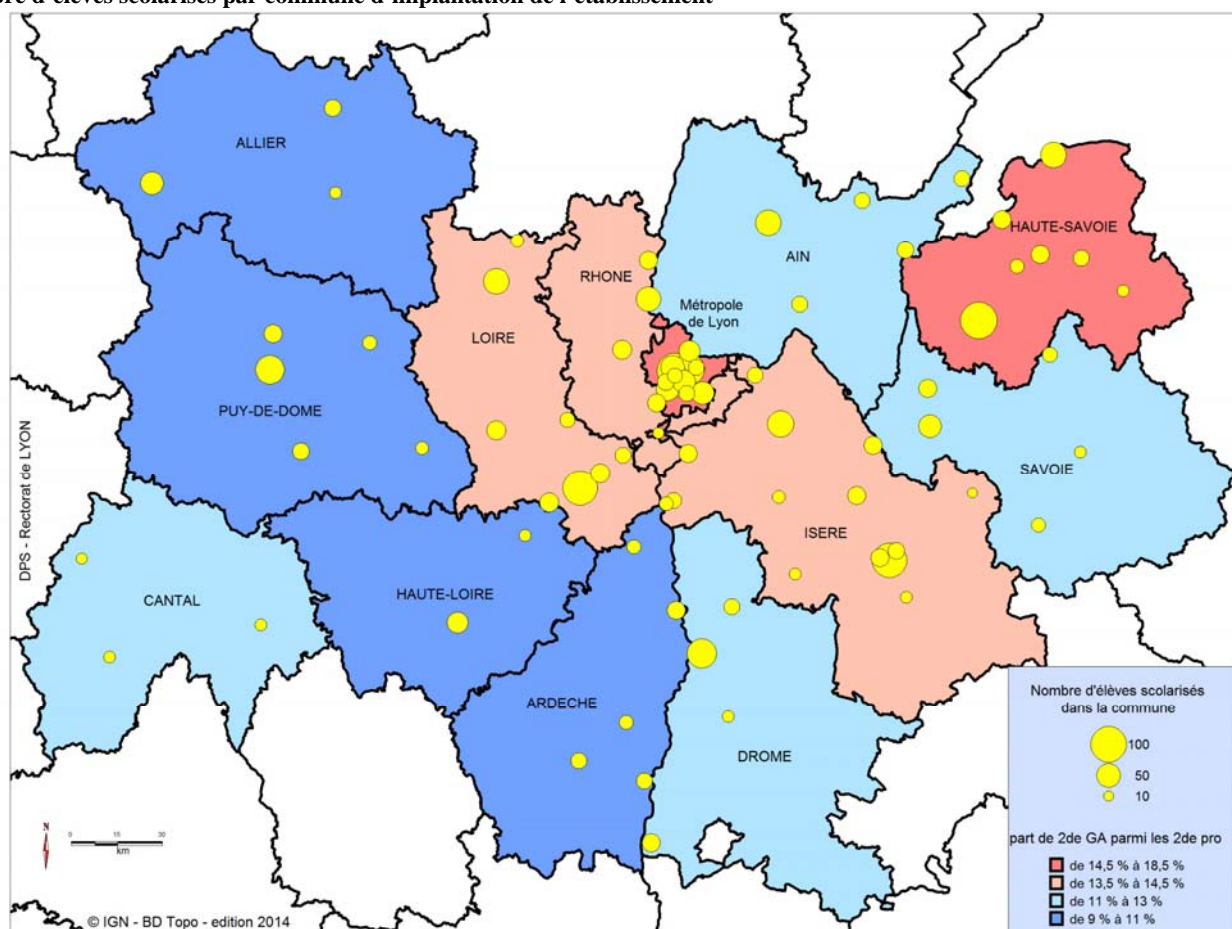 bre d'élèves scolarisés par commune d'implantation de l'établissement
ALLIER
HAUTE-SAVOIE
AIN
RHONE
Métropole
de Lyon
LOIRE
PUY-DE-DOME
SAVOIE
ISERE
DPS - Rectorat de LYON
CANTAL
HAUTE-LOIRE
ARDECHE
DROME
Nombre d'élèves scolarisés
dans la commune
100
50
10
part de 2de GA parmi les 2de pro
de 14,5 % à 18,5 %
de 13,5 % à 14,5 %
de 11 % à 13 %
de 9 % à 11 %
N
0 15 30
km
© IGN - BD Topo - edition 2014